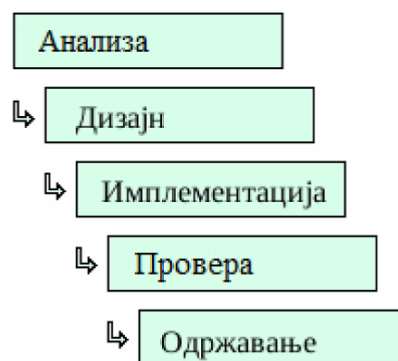 Анализа
Дизајн
Имплементација
Провера
Одржавање